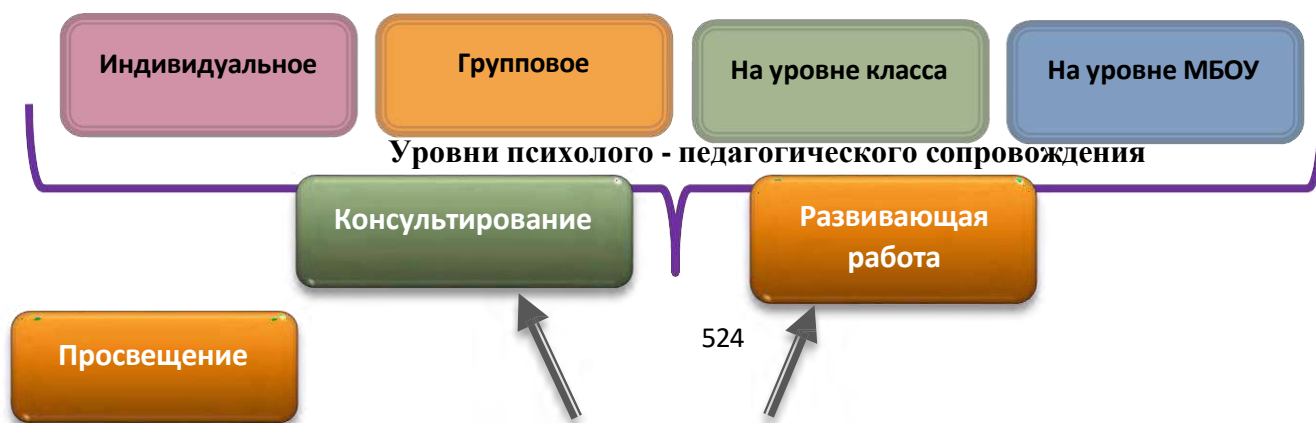 Индивидуальное
Групповое
На уровне класса
На уровне МБОУ
Уровни психолого - педагогического сопровождения
Консультирование
Развивающая
работа
524
Просвещение